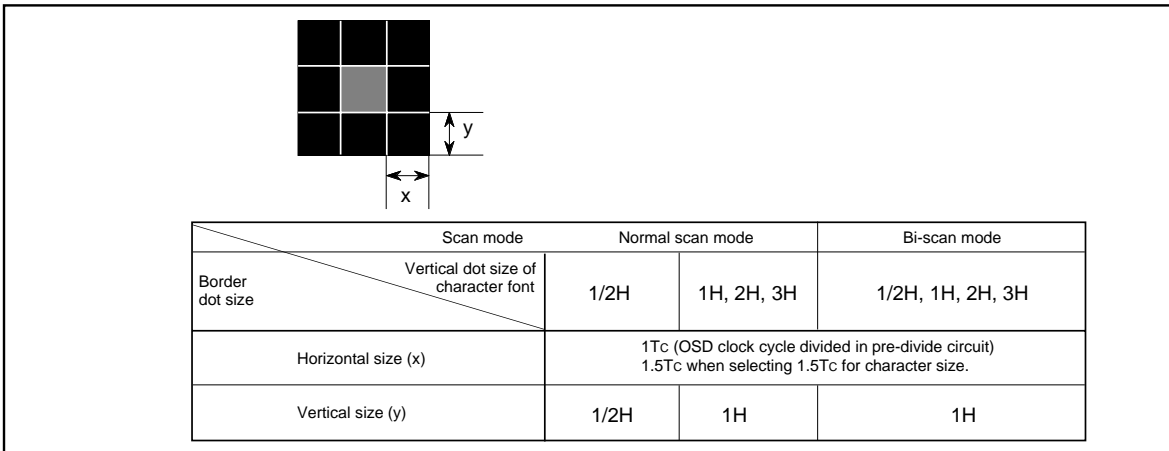 y
x
Scan mode Normal scan mode Bi-scan mode
Border dot size Vertical dot size of character font 1/2H 1H, 2H, 3H 1/2H, 1H, 2H, 3H
Horizontal size (x) 1TC (OSD clock cycle divided in pre-divide circuit)
1.5TC when selecting 1.5TC for character size.
Vertical size (y) 1/2H 1H 1H